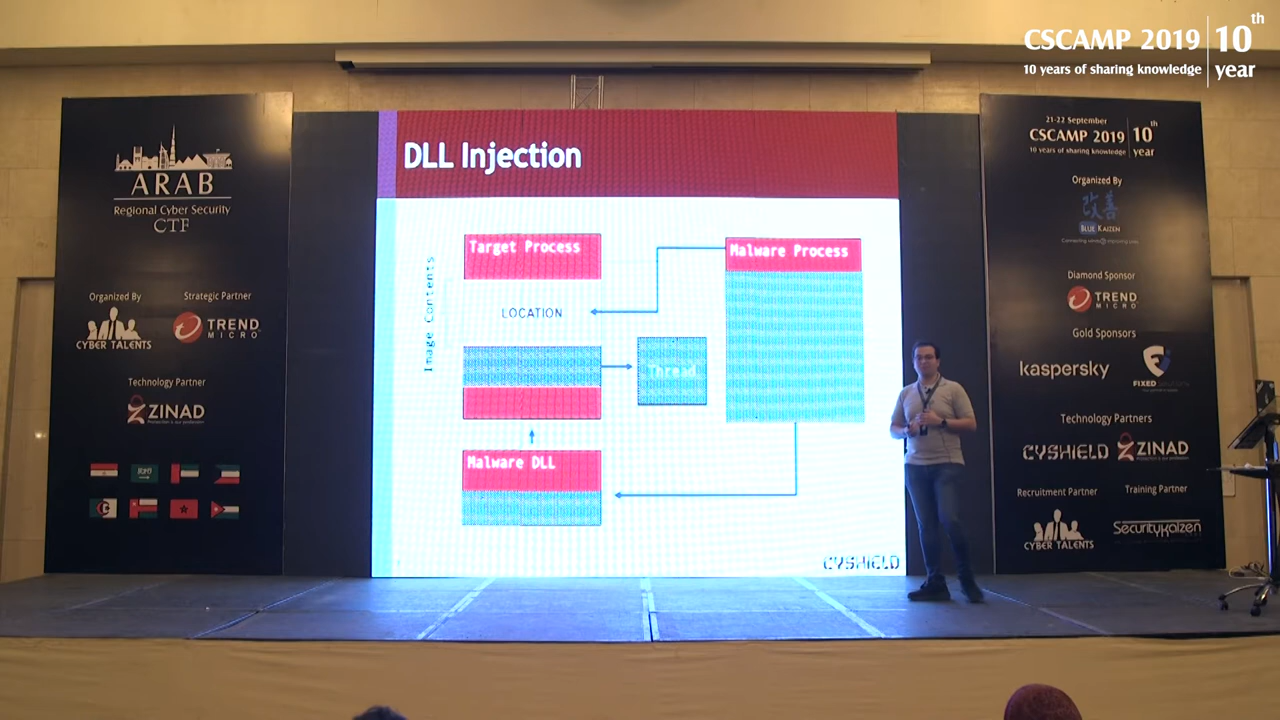 CSCAMP 2019 10th year
10 years of sharing knowledge
ARAB
Regional Cyber Security
CTF
Organized By
CYBER TALENTS
Strategic Partner
TREND
MICRO
Technology Partner
ZINAD
DLL Injection
Target Process
Malware Process
Image Contents
LOCATION
Thread
Malware DLL
CYSHIELD
21-22 September
CSCAMP 2019 10th year
10 years of sharing knowledge
Organized By
改善
BLUE KAIZEN
Diamond Sponsor
TREND
MICRO
Gold Sponsors
kaspersky
FIXED
Technology Partners
CYSHIELD
ZINAD
Recruitment Partner
CYBER TALENTS
Training Partner
Securitykaizen